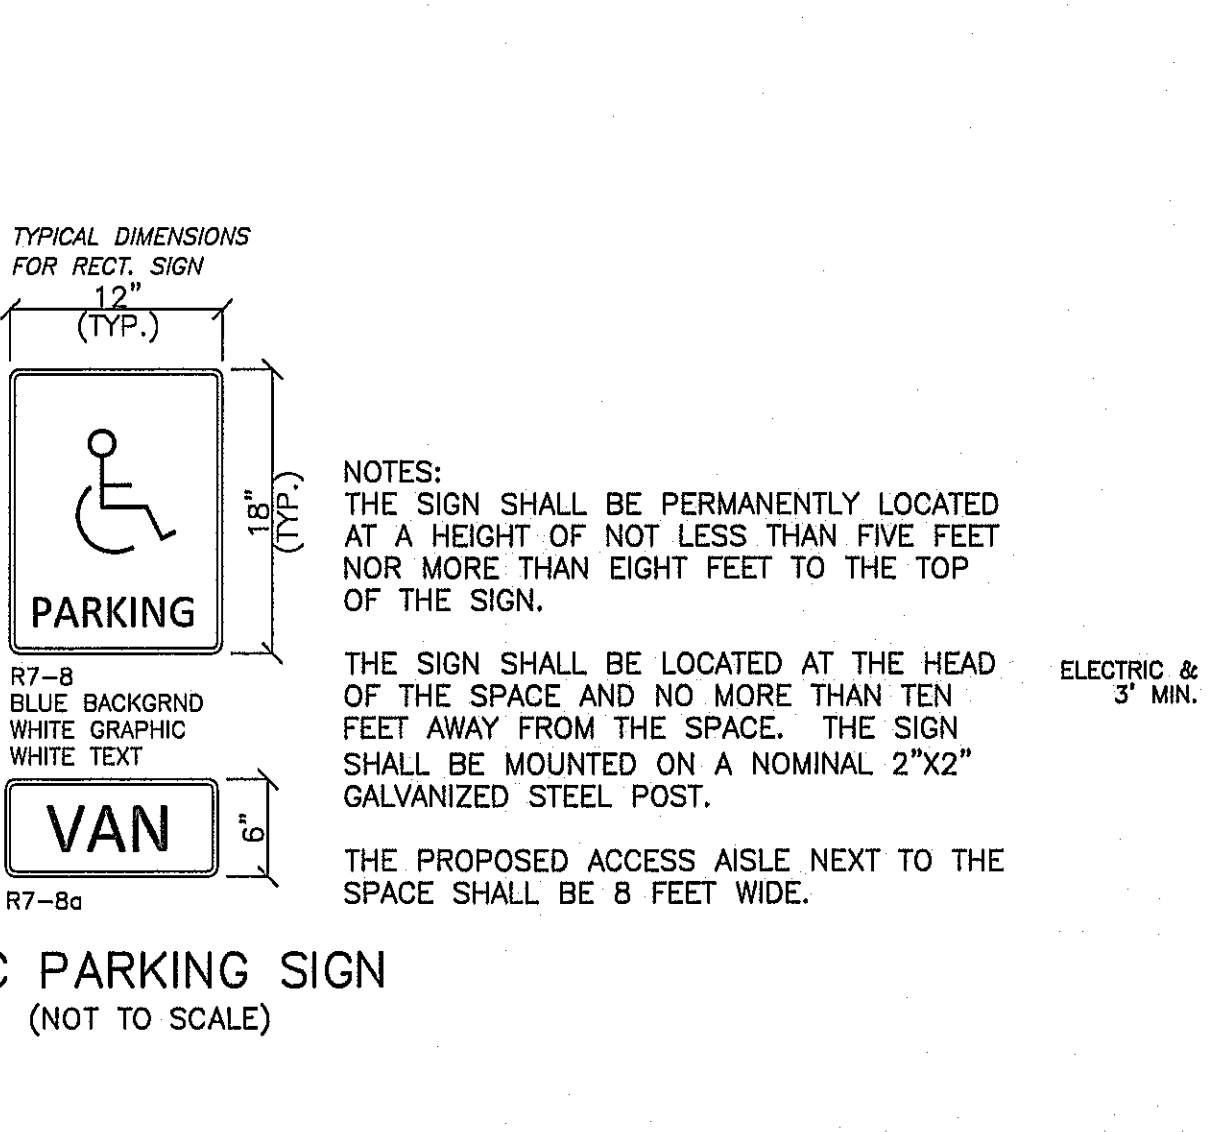 TYPICAL DIMENSIONS
FOR RECT. SIGN
12"
(TYP.)
18"
(TYP.)
PARKING
R7-8
BLUE BACKGRND
WHITE GRAPHIC
WHITE TEXT
VAN
6"
R7-8a
NOTES:
THE SIGN SHALL BE PERMANENTLY LOCATED
AT A HEIGHT OF NOT LESS THAN FIVE FEET
NOR MORE THAN EIGHT FEET TO THE TOP
OF THE SIGN.
THE SIGN SHALL BE LOCATED AT THE HEAD
OF THE SPACE AND NO MORE THAN TEN
FEET AWAY FROM THE SPACE. THE SIGN
SHALL BE MOUNTED ON A NOMINAL 2"X2"
GALVANIZED STEEL POST.
THE PROPOSED ACCESS AISLE NEXT TO THE
SPACE SHALL BE 8 FEET WIDE.
ELECTRIC &
3' MIN.
PARKING SIGN
(NOT TO SCALE)